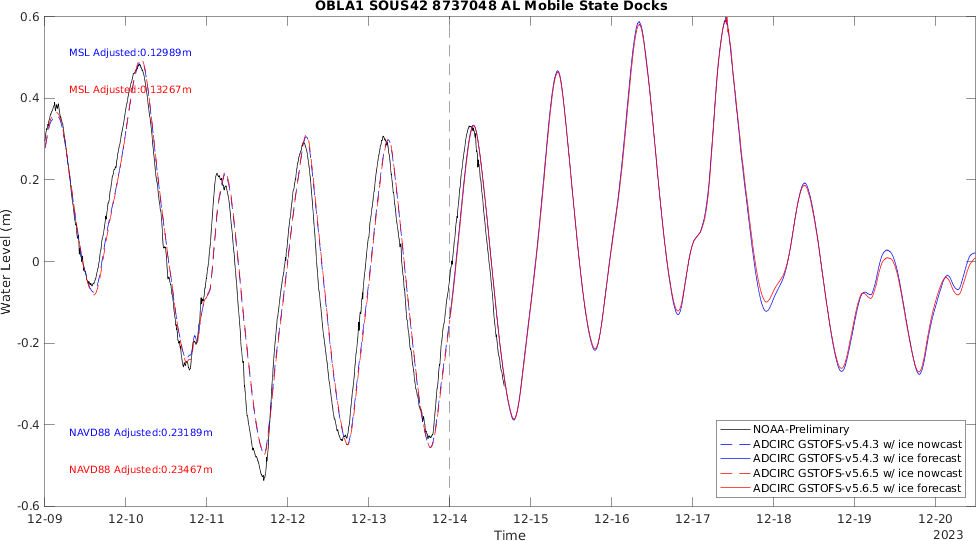 OBLA1 SOUS42 8737048 AL Mobile State Docks
0.6
0.4
0.2
0
-0.2
-0.4
-0.6
Water Level (m)
MSL Adjusted:0.12989m
MSL Adjusted:0.13267m
NAVD88 Adjusted:0.23189m
NAVD88 Adjusted:0.23467m
NOAA-Preliminary
ADCIRC GSTOFS-v5.4.3 w/ ice nowcast
ADCIRC GSTOFS-v5.4.3 w/ ice forecast
ADCIRC GSTOFS-v5.6.5 w/ ice nowcast
ADCIRC GSTOFS-v5.6.5 w/ ice forecast
12-09 12-10 12-11 12-12 12-13 12-14 12-15 12-16 12-17 12-18 12-19 12-20
2023
Time